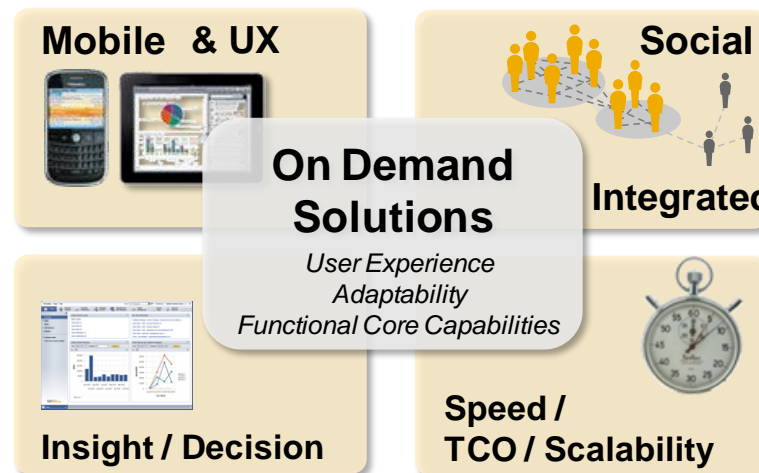 Mobile & UX
Social
On Demand
Solutions
Integrated
User Experience
Adaptability
Functional Core Capabilities
Insight / Decision
Speed /
TCO / Scalability